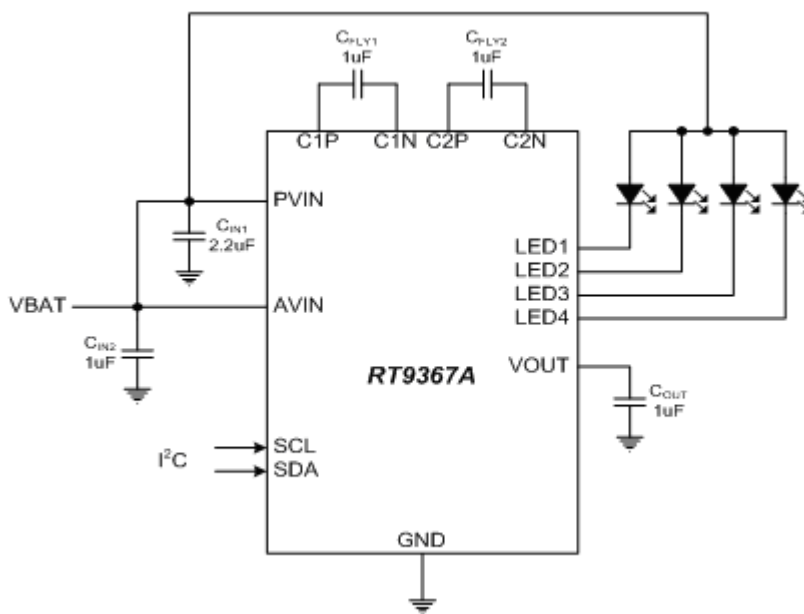 CFLY1
1uF
CFLY2
1uF
C1P
C1N
C2P
C2N
PVIN
CIN1
2.2uF
LED1
LED2
LED3
LED4
VBAT
AVIN
CIN2
1uF
RT9367A
VOUT
COUT
1uF
I²C
SCL
SDA
GND